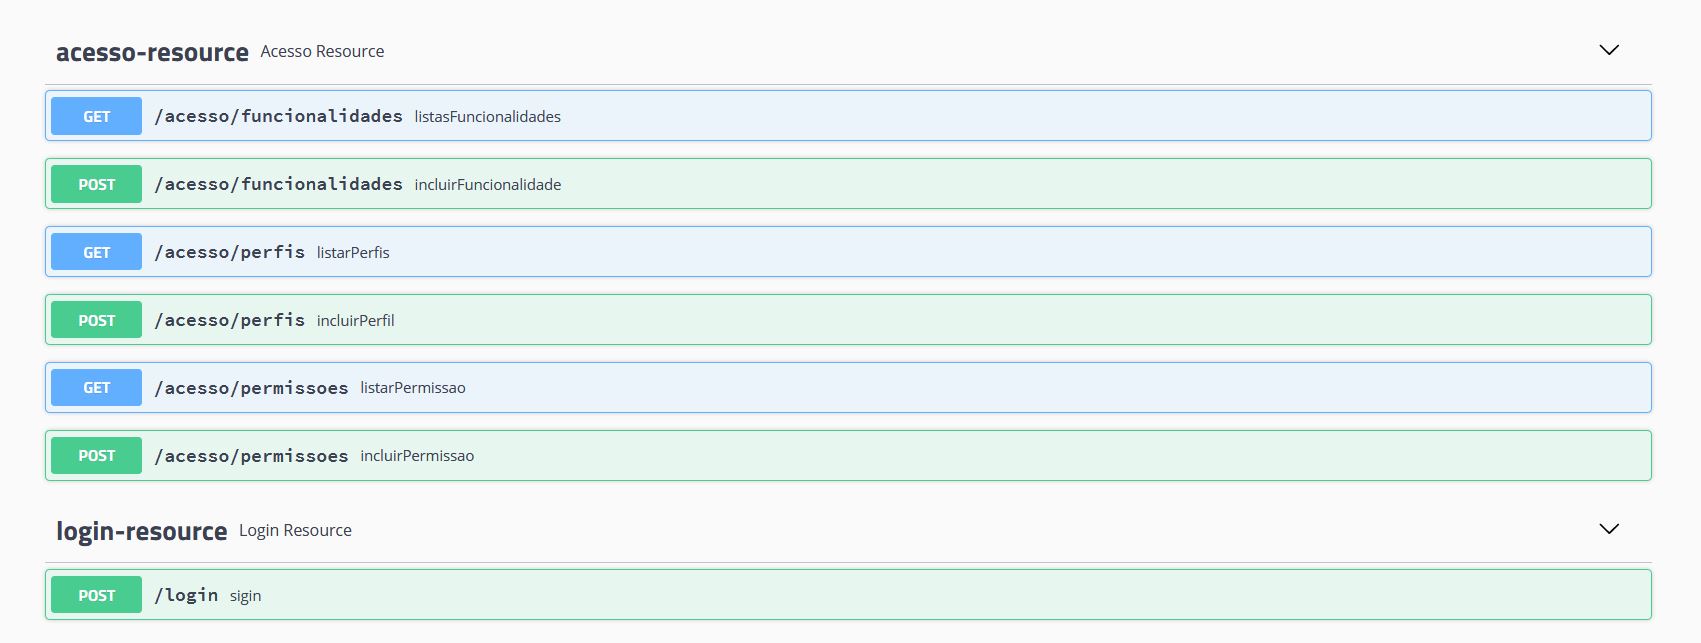 acesso-resource Acesso Resource
GET /acesso/funcionalidades listasFuncionalidades
POST /acesso/funcionalidades incluirFuncionalidade
GET /acesso/perfis listarPerfis
POST /acesso/perfis incluirPerfil
GET /acesso/permissoes listarPermissao
POST /acesso/permissoes incluirPermissao
login-resource Login Resource
POST /login sigin